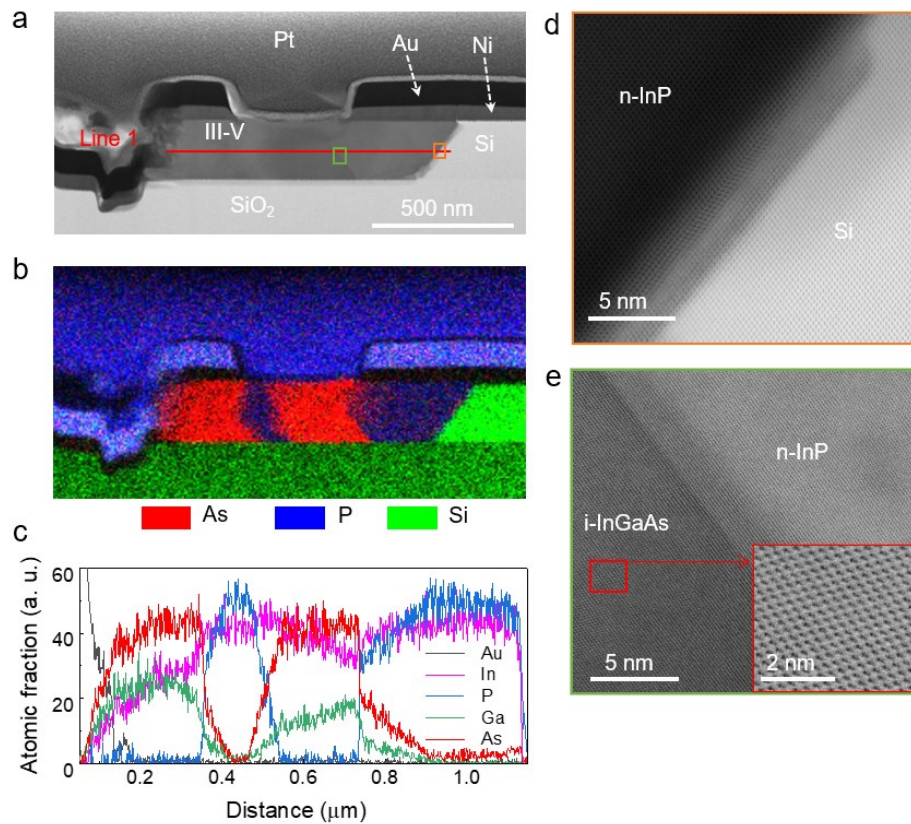 a
Pt
Au
Ni
Line 1
III-V
Si
SiO₂
500 nm
b
As
P
Si
c
Atomic fraction (a. u.)
60
40
20
0
Au
In
P
Ga
As
0.2
0.4
0.6
0.8
1.0
Distance (μm)
d
n-InP
Si
5 nm
e
n-InP
i-InGaAs
5 nm
2 nm